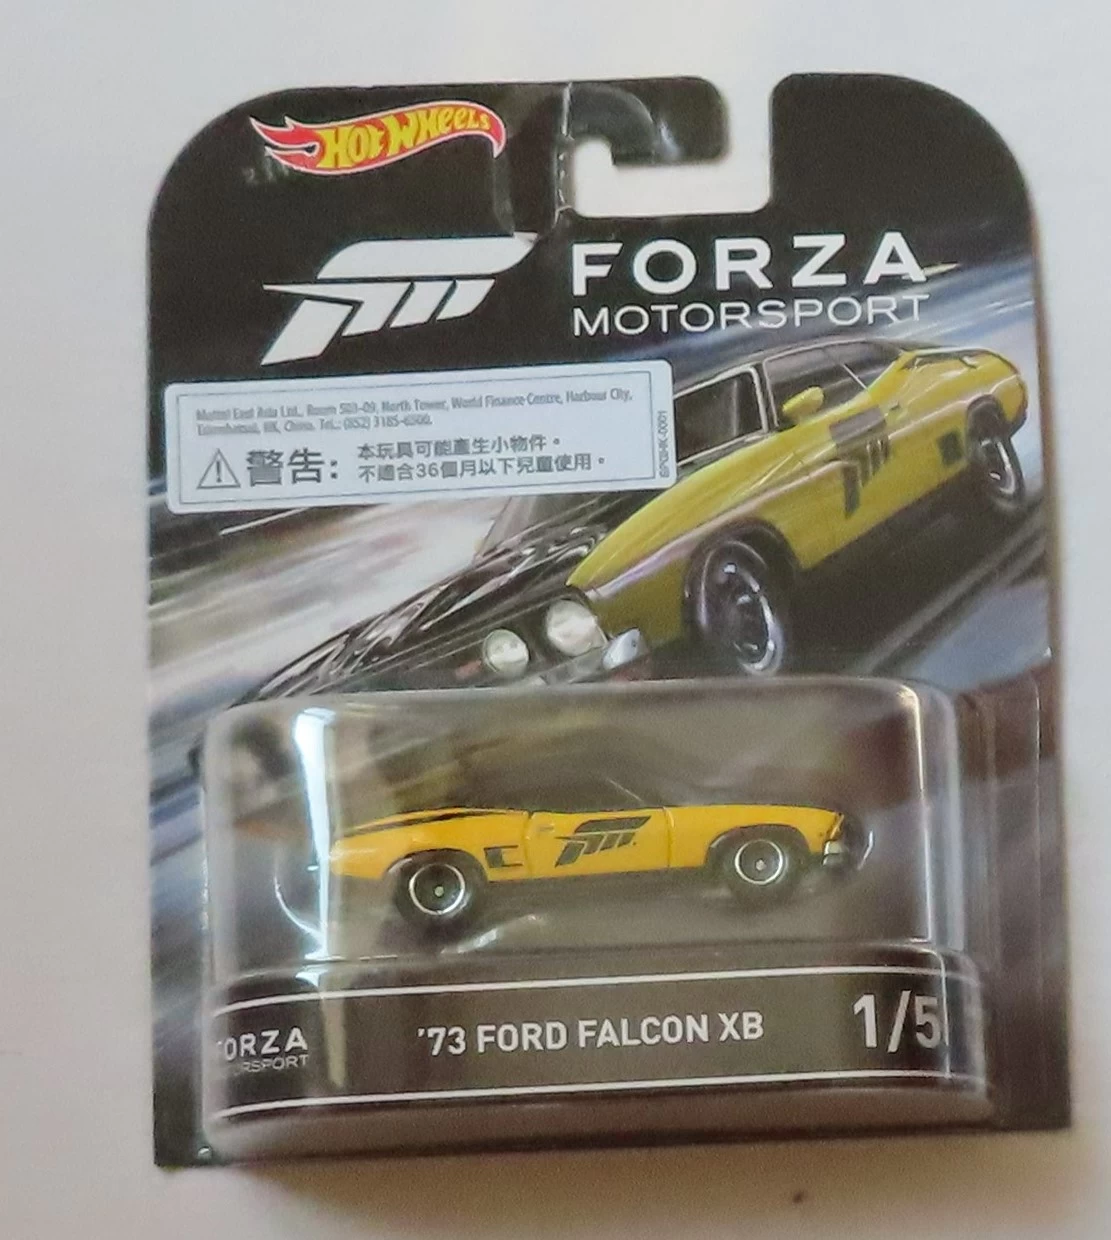 HOT WHEELS
FORZA
MOTORSPORT
Mattel East Asia Ltd., Room 503-09, North Tower, World Finance Centre, Harbour City,
Tsimshatsui, HK, China. Tel.: (852) 3185-6500.
警告:
本玩具可能產生小物件。
不適合36個月以下兒童使用。
FORZA
MOTORSPORT
'73 FORD FALCON XB
1/5